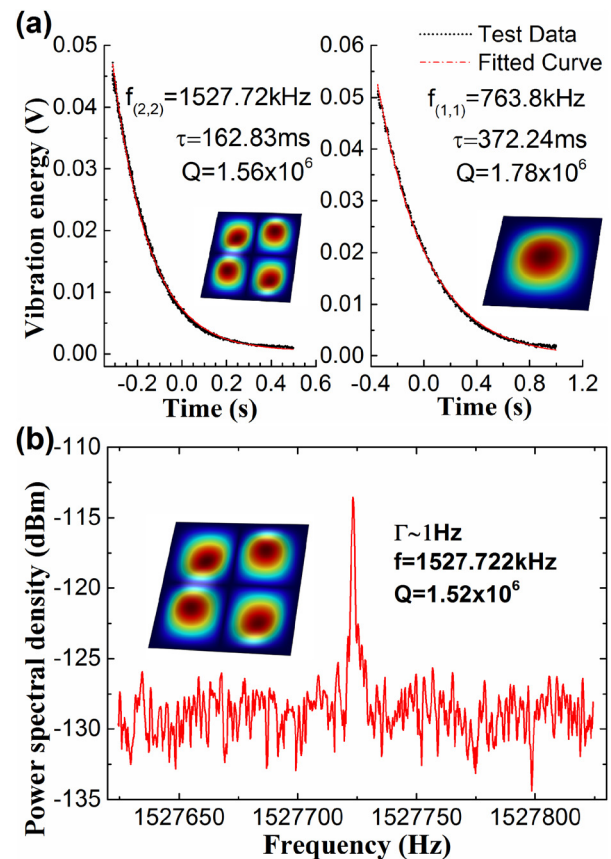 (a)
Test Data
Fitted Curve
f(2,2)=1527.72kHz
τ=162.83ms
Q=1.56x10^6
f(1,1)=763.8kHz
τ=372.24ms
Q=1.78x10^6
Vibration energy (V)
0.05
0.04
0.03
0.02
0.01
0.00
-0.2 0.0 0.2 0.4 0.6
Time (s)
0.06
0.05
0.04
0.03
0.02
0.01
0.00
-0.4 0.0 0.4 0.8 1.2
Time (s)
(b)
Power spectral density (dBm)
-110
-115
-120
-125
-130
-135
Γ~1Hz
f=1527.722kHz
Q=1.52x10^6
1527650 1527700 1527750 1527800
Frequency (Hz)